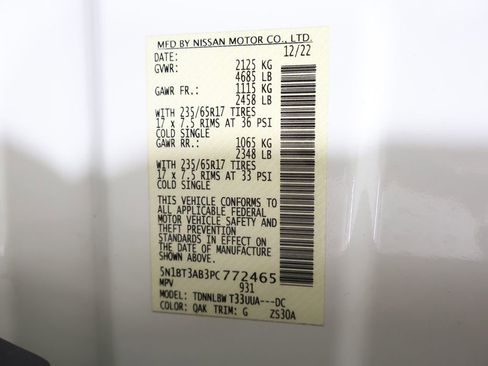 MFD BY NISSAN MOTOR CO., LTD.
DATE: 12/22
GVWR: 2125 KG
4685 LB
GAWR FR.: 1115 KG
2458 LB
WITH 235/65R17 TIRES
17 x 7.5 RIMS AT 36 PSI
COLD SINGLE
GAWR RR.: 1065 KG
2348 LB
WITH 235/65R17 TIRES
17 x 7.5 RIMS AT 33 PSI
COLD SINGLE
THIS VEHICLE CONFORMS TO
ALL APPLICABLE FEDERAL
MOTOR VEHICLE SAFETY AND
THEFT PREVENTION
STANDARDS IN EFFECT ON
THE DATE OF MANUFACTURE
SHOWN ABOVE.
5N1BT3AB3PC772465
MPV 931
MODEL: TDNNLBW T33UUA---DC
COLOR: QAK TRIM: G ZS30A